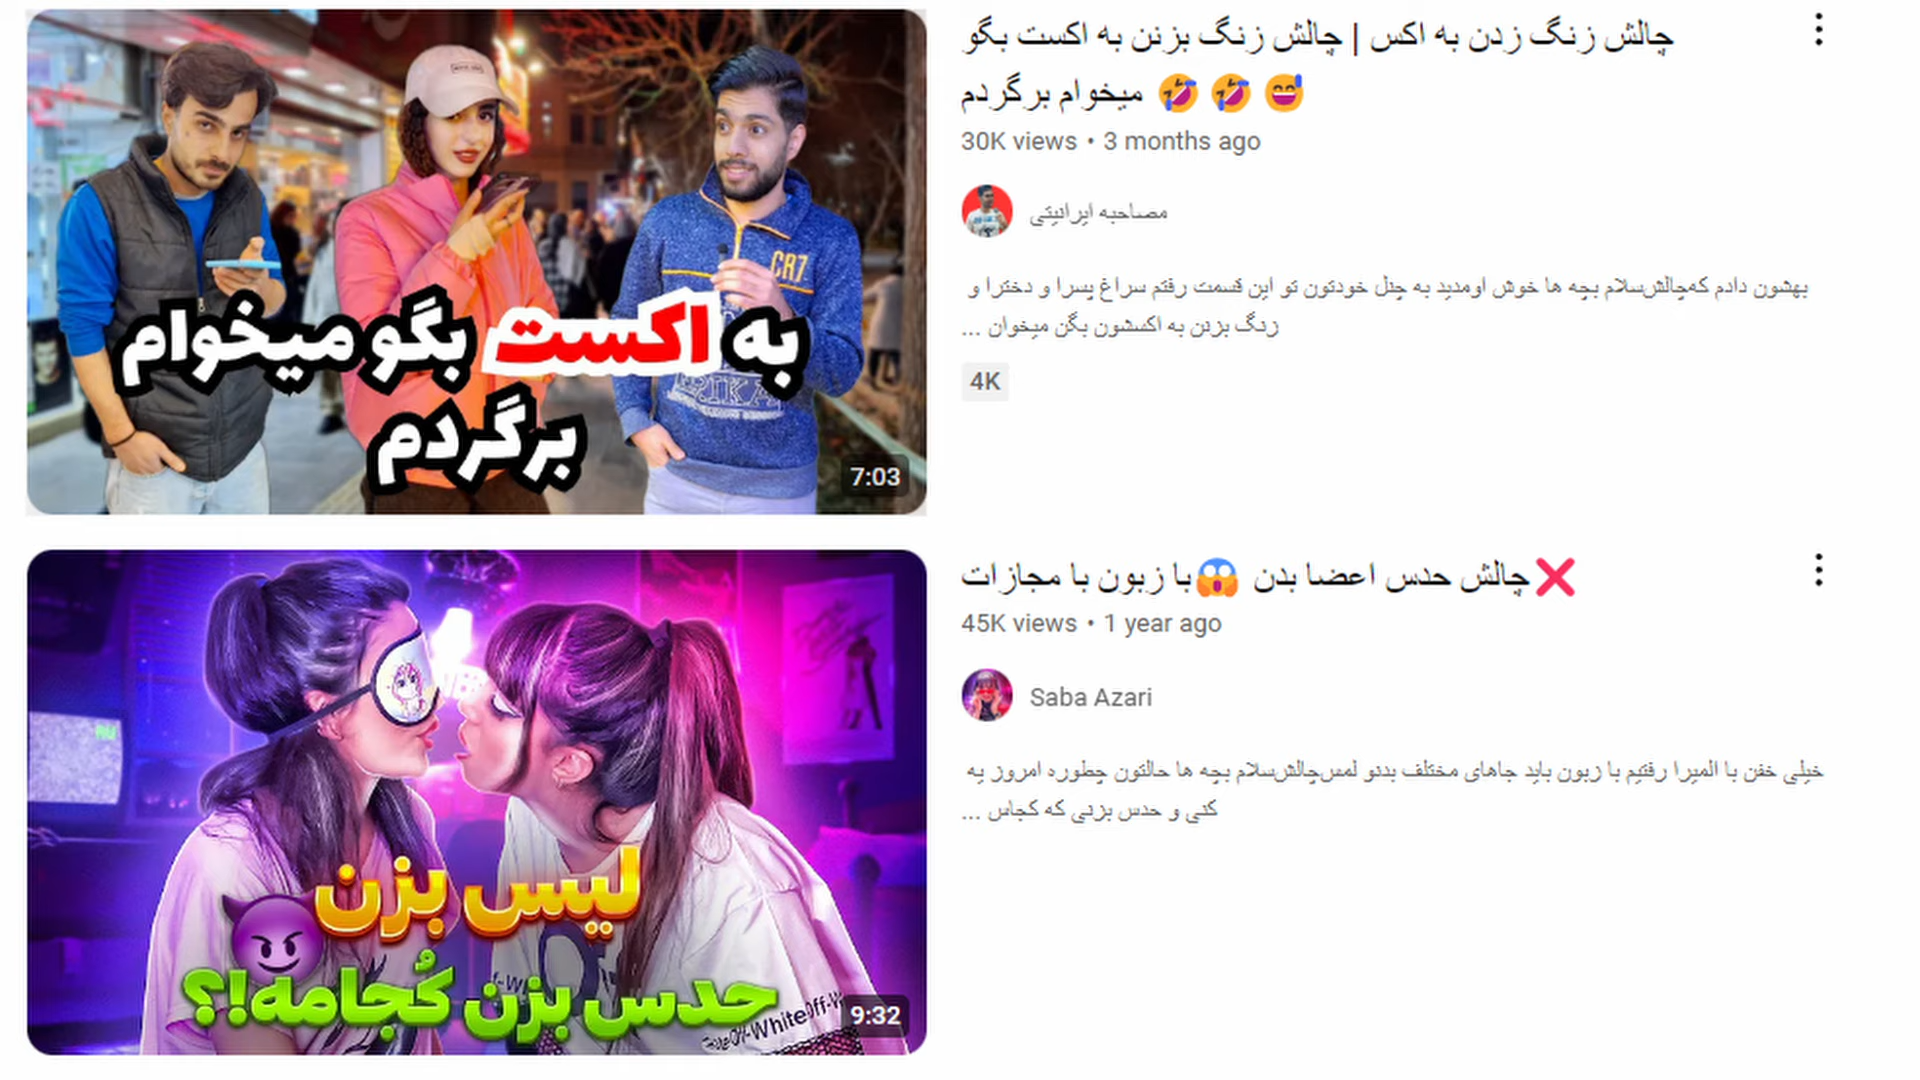 چالش زنگ زدن به اکس | چالش زنگ بزنن به اکست بگو
میخوام برگردم 🤣 🤣 😅
30K views • 3 months ago
مصاحبه ایرانیتی
بهشون دادم که‌چالش‌سلام بچه ها خوش اومدید به چنل خودتون تو این قسمت رفتم سراغ پسرا و دخترا و
زنگ بزنن به اکسشون بگن میخوان ...
4K
CR7
به اکست بگو میخوام
برگردم
7:03
❌چالش حدس اعضا بدن 😱با زبون با مجازات
45K views • 1 year ago
Saba Azari
خیلی خفن با المیرا رفتیم با زبون باید جاهای مختلف بدنو لمس‌چالش‌سلام بچه ها حالتون چطوره امروز یه
کنی و حدس بزنی که کجاس ...
لیس بزن
حدس بزن کُجامه!؟
Off-White
9:32